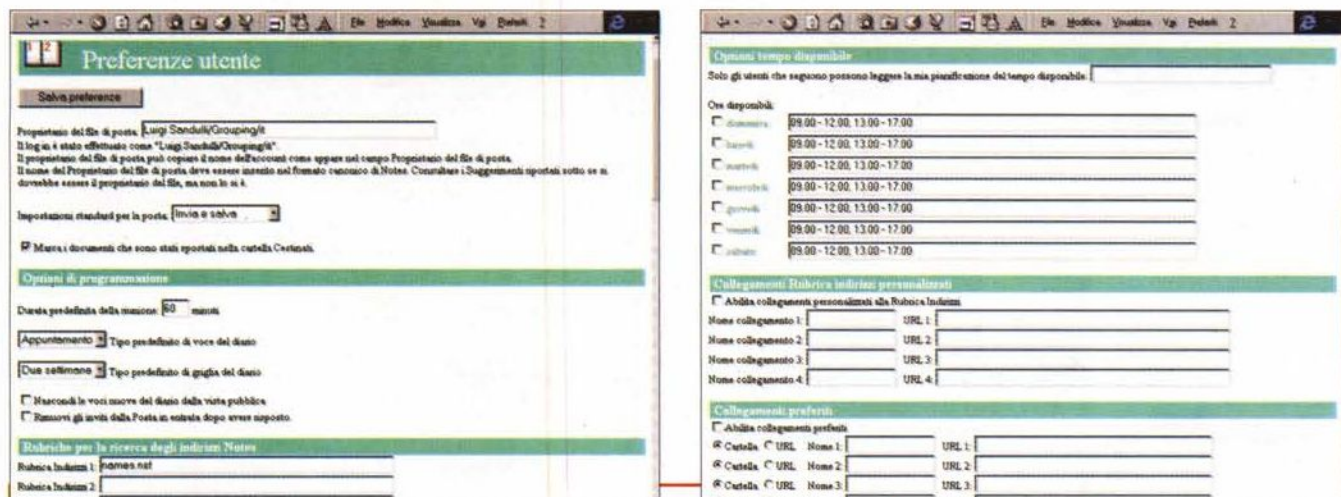 File Modifica Visualizza Vai Preferiti ?
1 2
Preferenze utente
Salva preferenze
Proprietario del file di posta: Luigi Sandulli/Grouping/it
Il log in è stato effettuato come "Luigi Sandulli/Grouping/it".
Il proprietario del file di posta può copiare il nome dell'account come appare nel campo Proprietario del file di posta.
Il nome del Proprietario del file di posta deve essere inserito nel formato canonico di Notes. Consultare i Suggerimenti riportati sotto se si
dovrebbe essere il proprietario del file, ma non lo si è.
Impostazioni standard per la posta: Invia e salva
Marca i documenti che sono stati spostati nella cartella Cestinati.
Opzioni di programmazione
Durata predefinita della riunione: 60 minuti
Appuntamento Tipo predefinito di voce del diario
Due settimane Tipo predefinito di griglia del diario
Nascondi le voci nuove del diario dalla vista pubblica
Rimuovi gli inviti dalla Posta in entrata dopo avere risposto.
Rubriche per la ricerca degli indirizzi Notes
Rubrica Indirizzi 1: names.nsf
Rubrica Indirizzi 2:
File Modifica Visualizza Vai Preferiti ?
Opzioni tempo disponibile
Solo gli utenti che seguono possono leggere la mia pianificazione del tempo disponibile:
Ore disponibili:
domenica: 09.00 - 12.00, 13.00 - 17.00
lunedì: 09.00 - 12.00, 13.00 - 17.00
martedì: 09.00 - 12.00, 13.00 - 17.00
mercoledì: 09.00 - 12.00, 13.00 - 17.00
giovedì: 09.00 - 12.00, 13.00 - 17.00
venerdì: 09.00 - 12.00, 13.00 - 17.00
sabato: 09.00 - 12.00, 13.00 - 17.00
Collegamenti Rubrica indirizzi personalizzati
Abilita collegamenti personalizzati alla Rubrica Indirizzi
Nome collegamento 1: URL 1:
Nome collegamento 2: URL 2:
Nome collegamento 3: URL 3:
Nome collegamento 4: URL 4:
Collegamenti preferiti
Abilita collegamenti preferiti
Cartella URL Nome 1: URL 1:
Cartella URL Nome 2: URL 2:
Cartella URL Nome 3: URL 3: